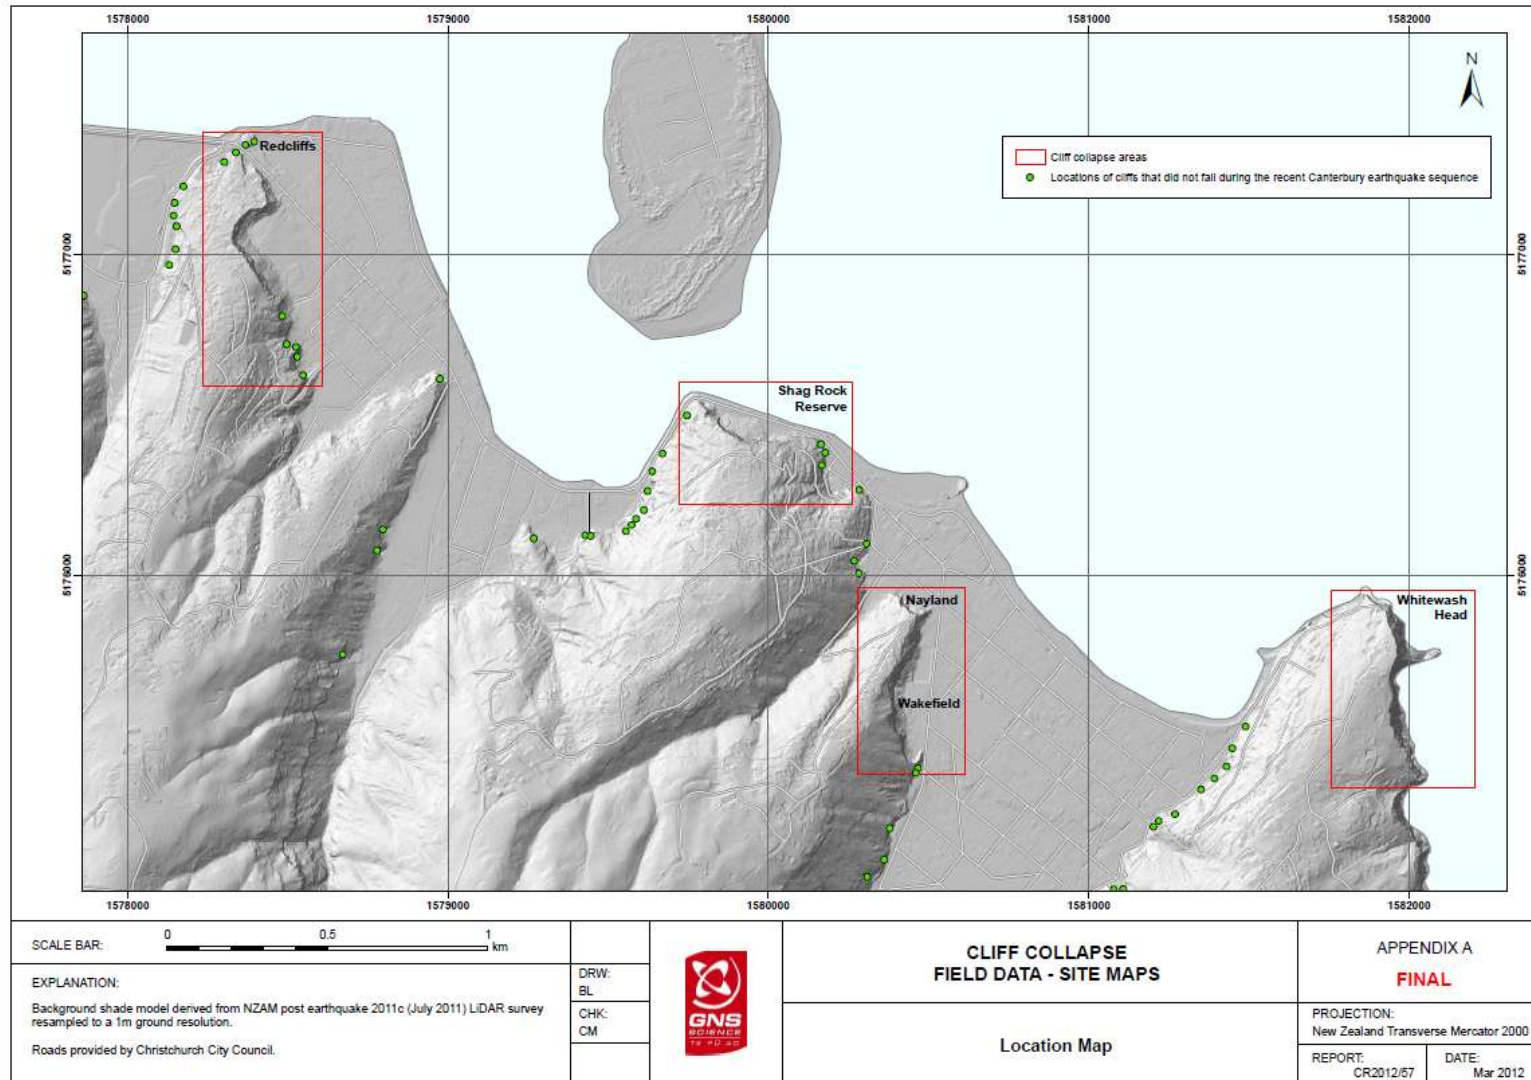 1578000
1579000
1580000
1581000
1582000
N
Cliff collapse areas
Locations of cliffs that did not fall during the recent Canterbury earthquake sequence
Redcliffs
5177000
5177000
Shag Rock
Reserve
5176000
5176000
Nayland
Whitewash
Head
Wakefield
1578000
1579000
1580000
1581000
1582000
SCALE BAR:
0
0.5
1
km
EXPLANATION:
Background shade model derived from NZAM post earthquake 2011c (July 2011) LiDAR survey
resampled to a 1m ground resolution.
Roads provided by Christchurch City Council.
DRW:
BL
CHK:
CM
GNS
SCIENCE
TE PŪ AO
CLIFF COLLAPSE
FIELD DATA - SITE MAPS
Location Map
APPENDIX A
FINAL
PROJECTION:
New Zealand Transverse Mercator 2000
REPORT:
CR2012/57
DATE:
Mar 2012